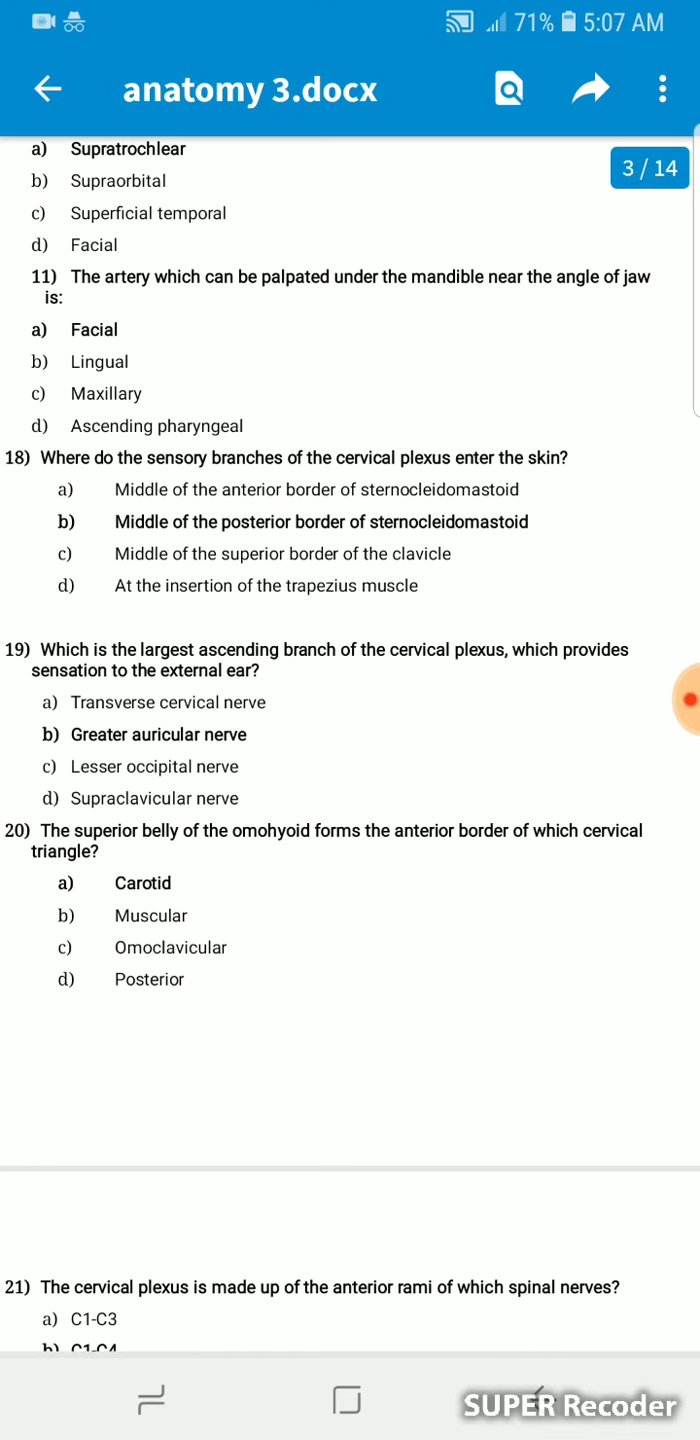 71% 5:07 AM
anatomy 3.docx
3 / 14
a) Supratrochlear
b) Supraorbital
c) Superficial temporal
d) Facial
11) The artery which can be palpated under the mandible near the angle of jaw
is:
a) Facial
b) Lingual
c) Maxillary
d) Ascending pharyngeal
18) Where do the sensory branches of the cervical plexus enter the skin?
a) Middle of the anterior border of sternocleidomastoid
b) Middle of the posterior border of sternocleidomastoid
c) Middle of the superior border of the clavicle
d) At the insertion of the trapezius muscle
19) Which is the largest ascending branch of the cervical plexus, which provides
sensation to the external ear?
a) Transverse cervical nerve
b) Greater auricular nerve
c) Lesser occipital nerve
d) Supraclavicular nerve
20) The superior belly of the omohyoid forms the anterior border of which cervical
triangle?
a) Carotid
b) Muscular
c) Omoclavicular
d) Posterior
21) The cervical plexus is made up of the anterior rami of which spinal nerves?
a) C1-C3
b) C1-C4
SUPER Recoder